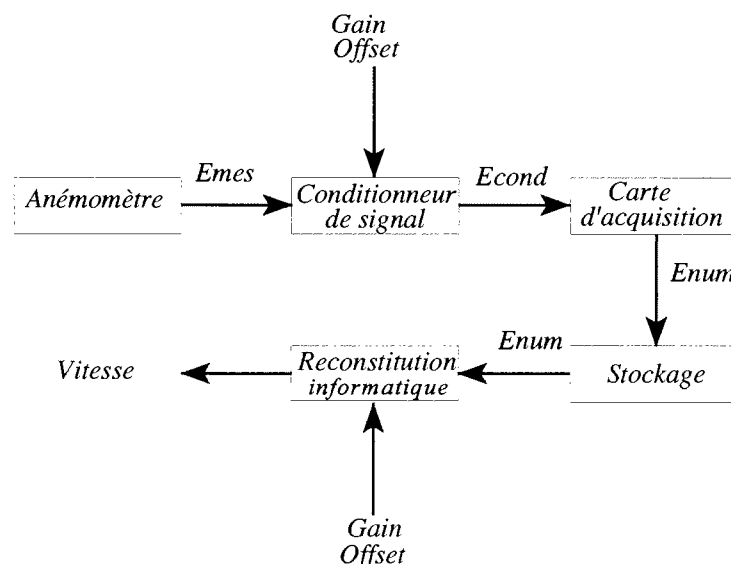 Gain
Offset
Anémomètre
Emes
Conditionneur
de signal
Econd
Carte
d'acquisition
Enum
Vitesse
Reconstitution
informatique
Enum
Stockage
Gain
Offset